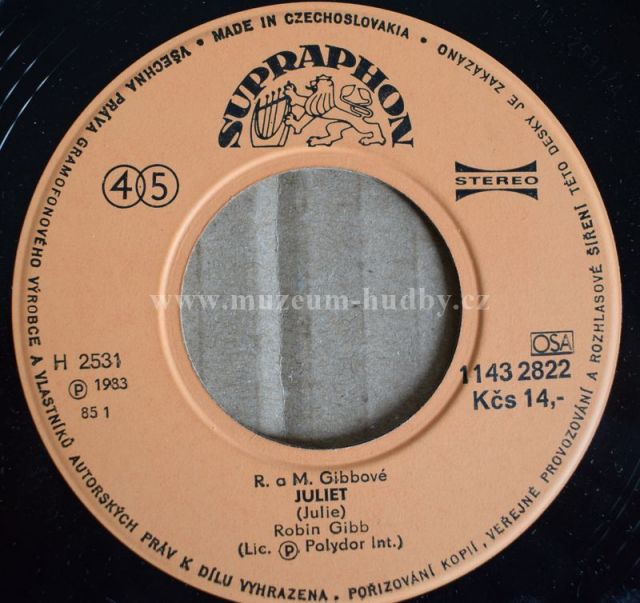 VŠECHNA PRÁVA GRAMOFONOVÉHO VÝROBCE A VLASTNÍKŮ AUTORSKÝCH PRÁV K DÍLU VYHRAZENA. POŘIZOVÁNÍ KOPIÍ, VEŘEJNÉ PROVOZOVÁNÍ A ROZHLASOVÉ ŠÍŘENÍ TÉTO DESKY JE ZAKÁZÁNO • MADE IN CZECHOSLOVAKIA •
SUPRAPHON
45
STEREO
www.muzeum-hudby.cz
H 2531
℗ 1983
85 1
OSA
1143 2822
Kčs 14,-
R. a M. Gibbové
JULIET
(Julie)
Robin Gibb
(Lic. ℗ Polydor Int.)